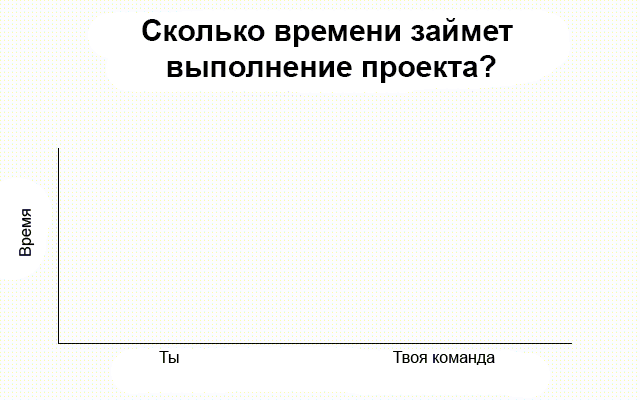 Сколько времени займет
выполнение проекта?
Время
Ты
Твоя команда